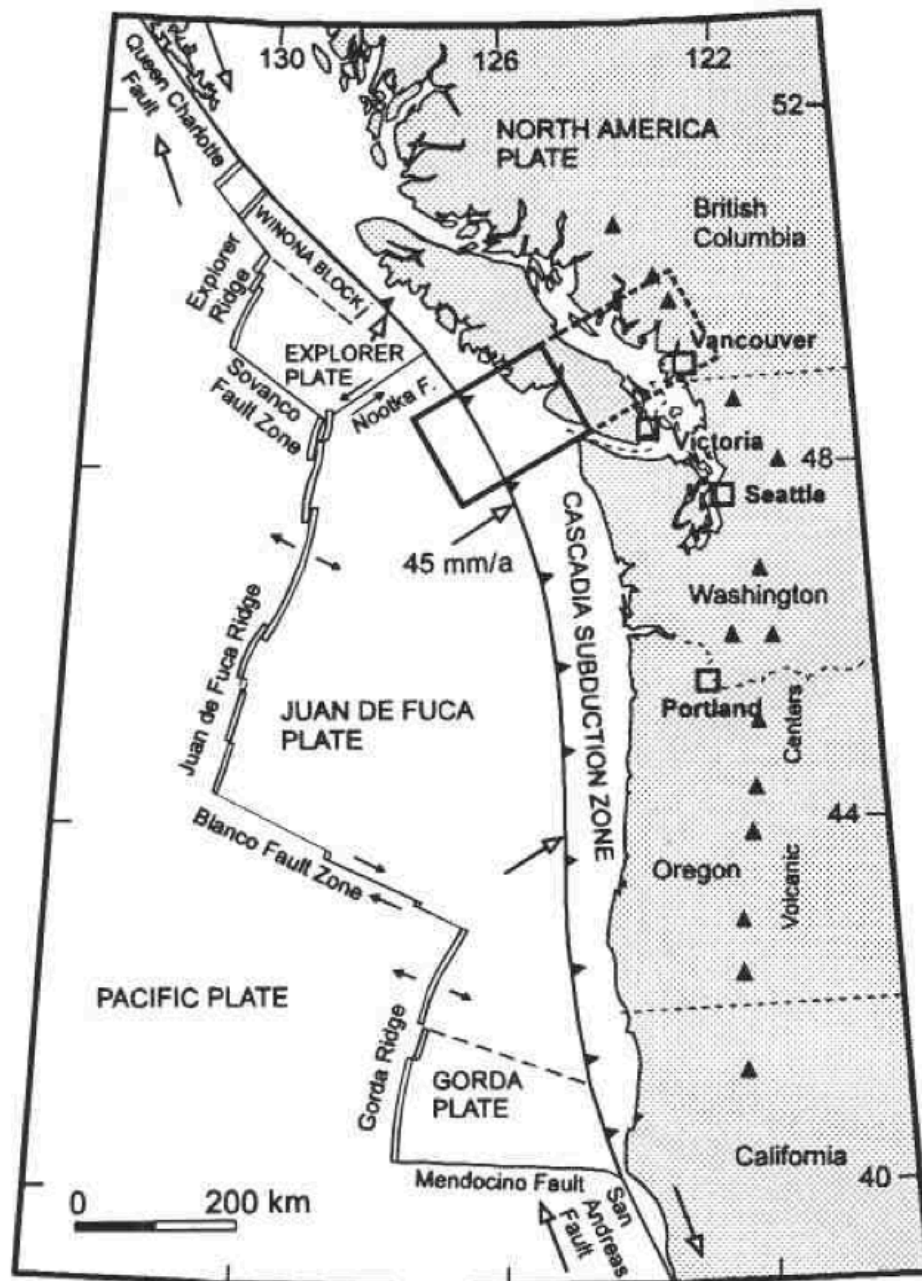 130
126
122
52
Queen Charlotte
Fault
NORTH AMERICA
PLATE
British
Columbia
WINONA BLOCK
Explorer
Ridge
EXPLORER
PLATE
Vancouver
Sovanco
Fault Zone
Nootka F.
Victoria
48
Seattle
45 mm/a
CASCADIA SUBDUCTION ZONE
Washington
Juan de Fuca Ridge
JUAN DE FUCA
PLATE
Portland
Volcanic Centers
44
Blanco Fault Zone
Oregon
PACIFIC PLATE
Gorda Ridge
GORDA
PLATE
California
40
Mendocino Fault
San
Andreas
Fault
0 200 km